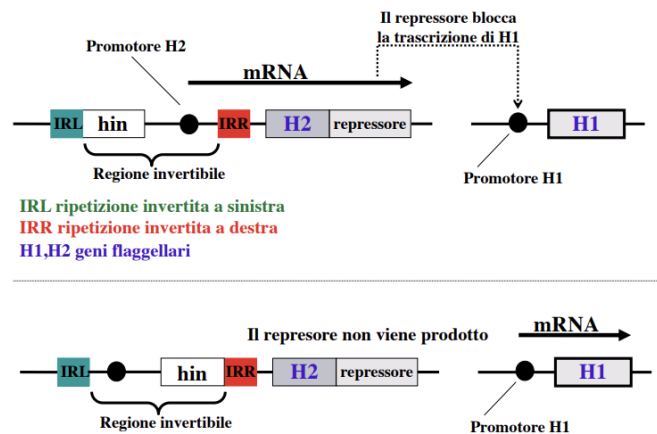 Il repressore blocca
la trascrizione di H1
Promotore H2
mRNA
IRL hin IRR H2 repressore H1
Regione invertibile
Promotore H1
IRL ripetizione invertita a sinistra
IRR ripetizione invertita a destra
H1,H2 geni flaggellari
Il represore non viene prodotto
mRNA
IRL hin IRR H2 repressore H1
Regione invertibile
Promotore H1